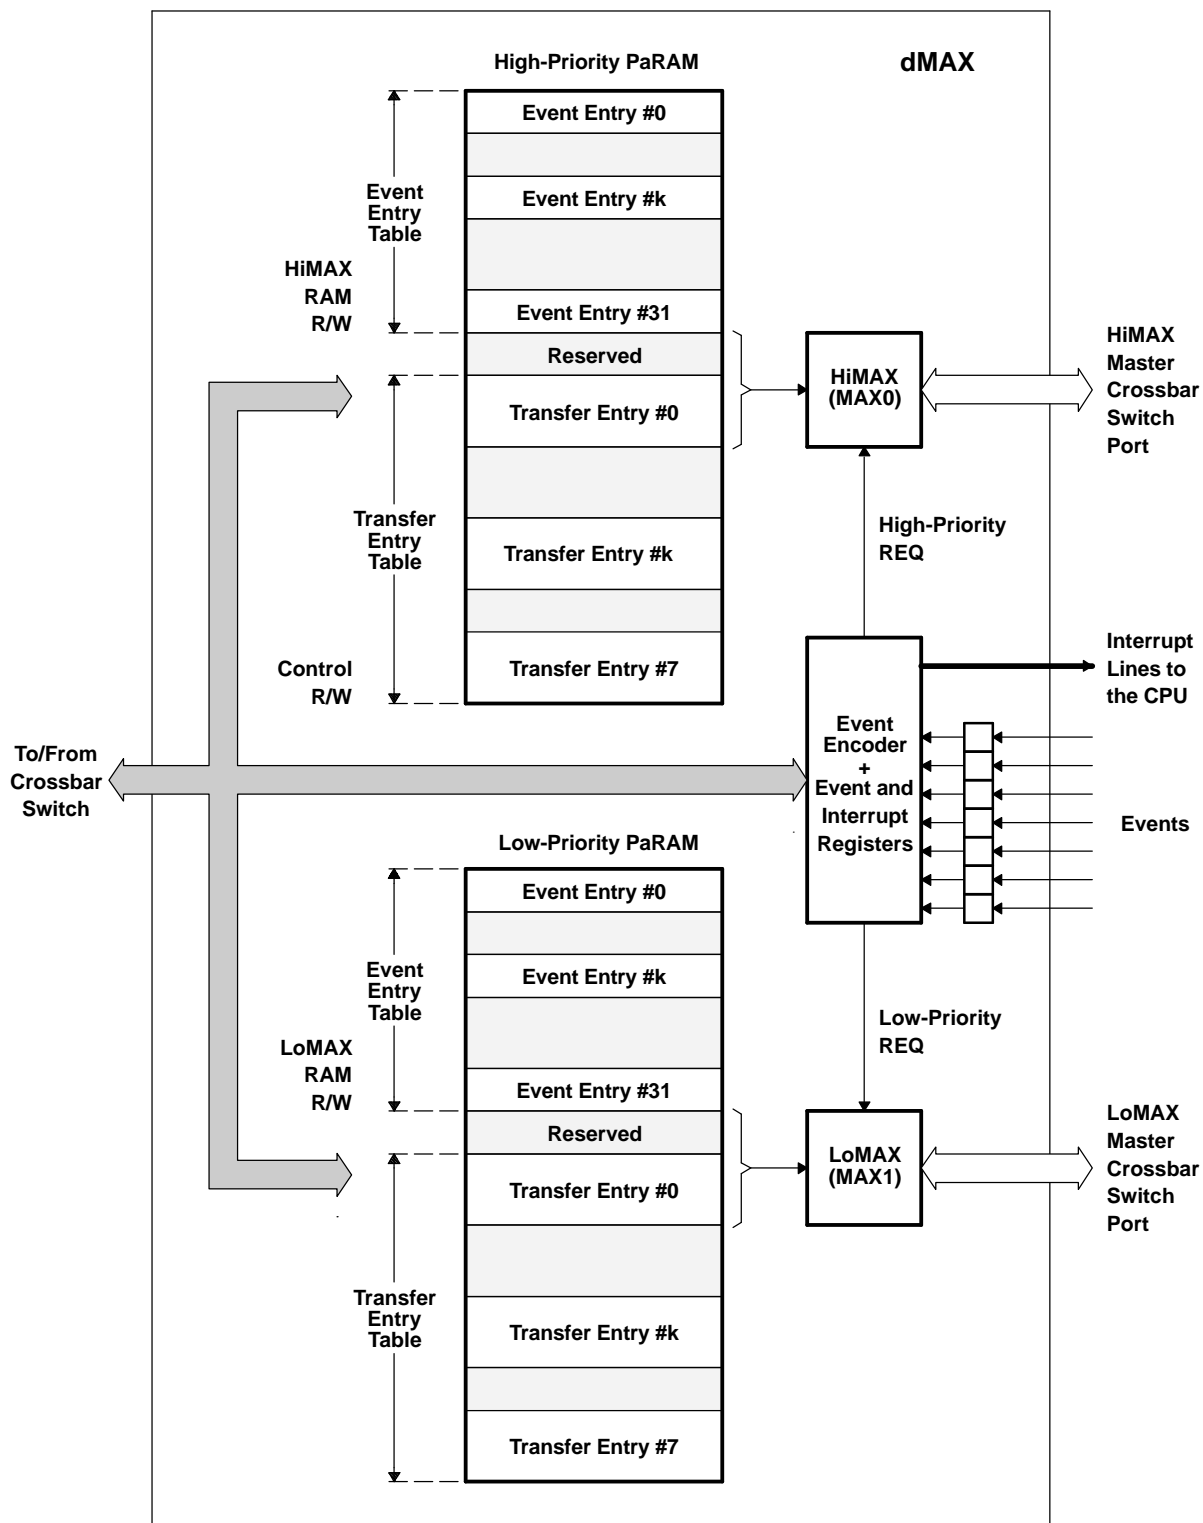 High-Priority PaRAM
dMAX
Event Entry #0
Event Entry #k
Event
Entry
Table
HiMAX
RAM
R/W
Event Entry #31
Reserved
Transfer Entry #0
HiMAX
(MAX0)
HiMAX
Master
Crossbar
Switch
Port
Transfer
Entry
Table
Transfer Entry #k
High-Priority
REQ
Control
R/W
Transfer Entry #7
Interrupt
Lines to
the CPU
To/From
Crossbar
Switch
Event
Encoder
+
Event and
Interrupt
Registers
Events
Low-Priority PaRAM
Event Entry #0
Event Entry #k
Event
Entry
Table
LoMAX
RAM
R/W
Low-Priority
REQ
Event Entry #31
Reserved
Transfer Entry #0
LoMAX
(MAX1)
LoMAX
Master
Crossbar
Switch
Port
Transfer
Entry
Table
Transfer Entry #k
Transfer Entry #7